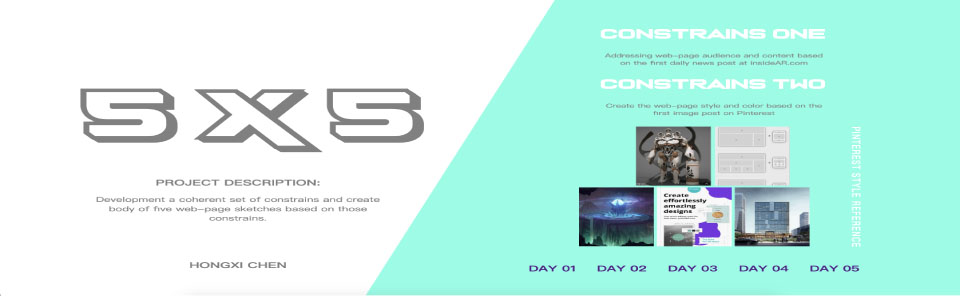 5X5
PROJECT DESCRIPTION:
Development a coherent set of constrains and create
body of five web-page sketches based on those
constrains.
HONGXI CHEN
CONSTRAINS ONE
Addressing web-page audience and content based
on the first daily news post at insideAR.com
CONSTRAINS TWO
Create the web-page style and color based on the
first image post on Pinterest
PINTEREST STYLE REFERENCE
Create
effortlessly
amazing
designs
DAY 01 DAY 02 DAY 03 DAY 04 DAY 05